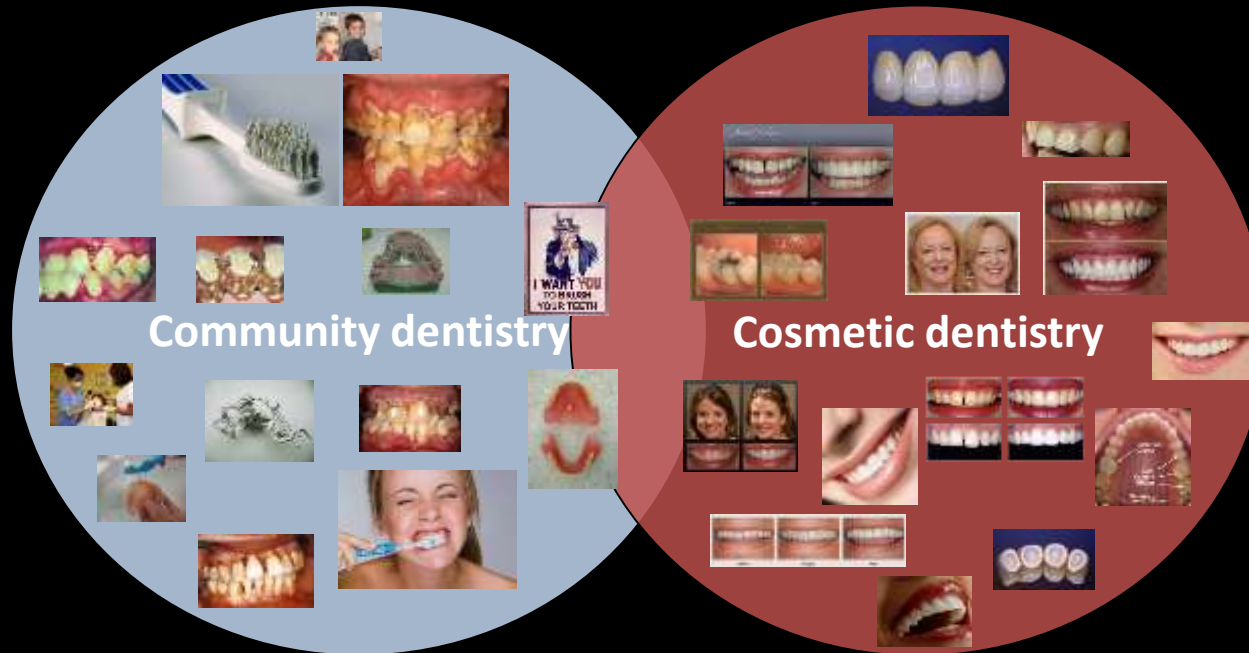 I WANT YOU
TO BRUSH
YOUR TEETH
Community dentistry
Cosmetic dentistry